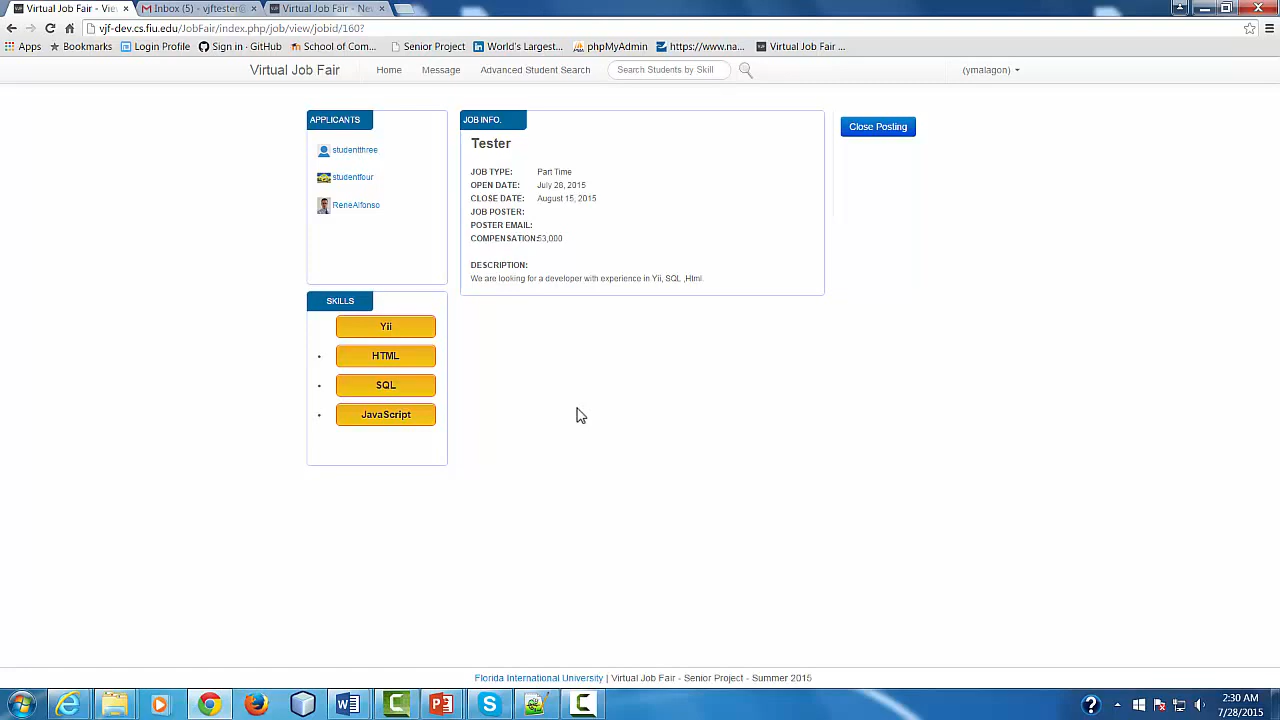 Virtual Job Fair - View
Inbox (5) - vjftester@
Virtual Job Fair - Nev
vjf-dev.cs.fiu.edu/JobFair/index.php/job/view/jobid/160?
Apps
Bookmarks
Login Profile
Sign in · GitHub
School of Com...
Senior Project
World's Largest...
phpMyAdmin
https://www.na...
Virtual Job Fair ...
Virtual Job Fair
Home
Message
Advanced Student Search
Search Students by Skill
(ymalagon)
APPLICANTS
studentthree
studentfour
ReneAlfonso
SKILLS
Yii
HTML
SQL
JavaScript
JOB INFO.
Tester
JOB TYPE: Part Time
OPEN DATE: July 28, 2015
CLOSE DATE: August 15, 2015
JOB POSTER:
POSTER EMAIL:
COMPENSATION:
DESCRIPTION:
We are looking for a developer with experience in Yii, SQL ,Html.
Close Posting
Florida International University | Virtual Job Fair - Senior Project - Summer 2015
2:30 AM
7/28/2015